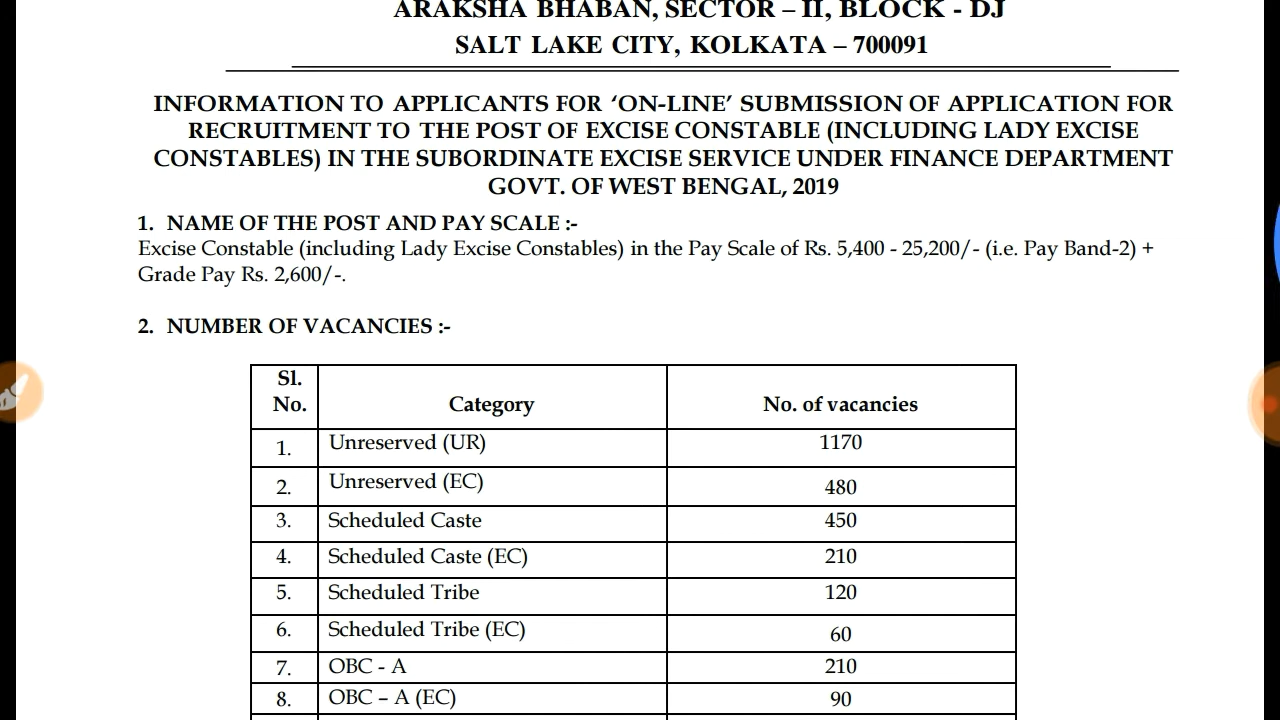 ARAKSHA BHABAN, SECTOR – II, BLOCK - DJ
SALT LAKE CITY, KOLKATA – 700091
INFORMATION TO APPLICANTS FOR ‘ON-LINE’ SUBMISSION OF APPLICATION FOR
RECRUITMENT TO THE POST OF EXCISE CONSTABLE (INCLUDING LADY EXCISE
CONSTABLES) IN THE SUBORDINATE EXCISE SERVICE UNDER FINANCE DEPARTMENT
GOVT. OF WEST BENGAL, 2019
1. NAME OF THE POST AND PAY SCALE :-
Excise Constable (including Lady Excise Constables) in the Pay Scale of Rs. 5,400 - 25,200/- (i.e. Pay Band-2) +
Grade Pay Rs. 2,600/-.
2. NUMBER OF VACANCIES :-
Sl. No. Category No. of vacancies
1. Unreserved (UR) 1170
2. Unreserved (EC) 480
3. Scheduled Caste 450
4. Scheduled Caste (EC) 210
5. Scheduled Tribe 120
6. Scheduled Tribe (EC) 60
7. OBC - A 210
8. OBC – A (EC) 90